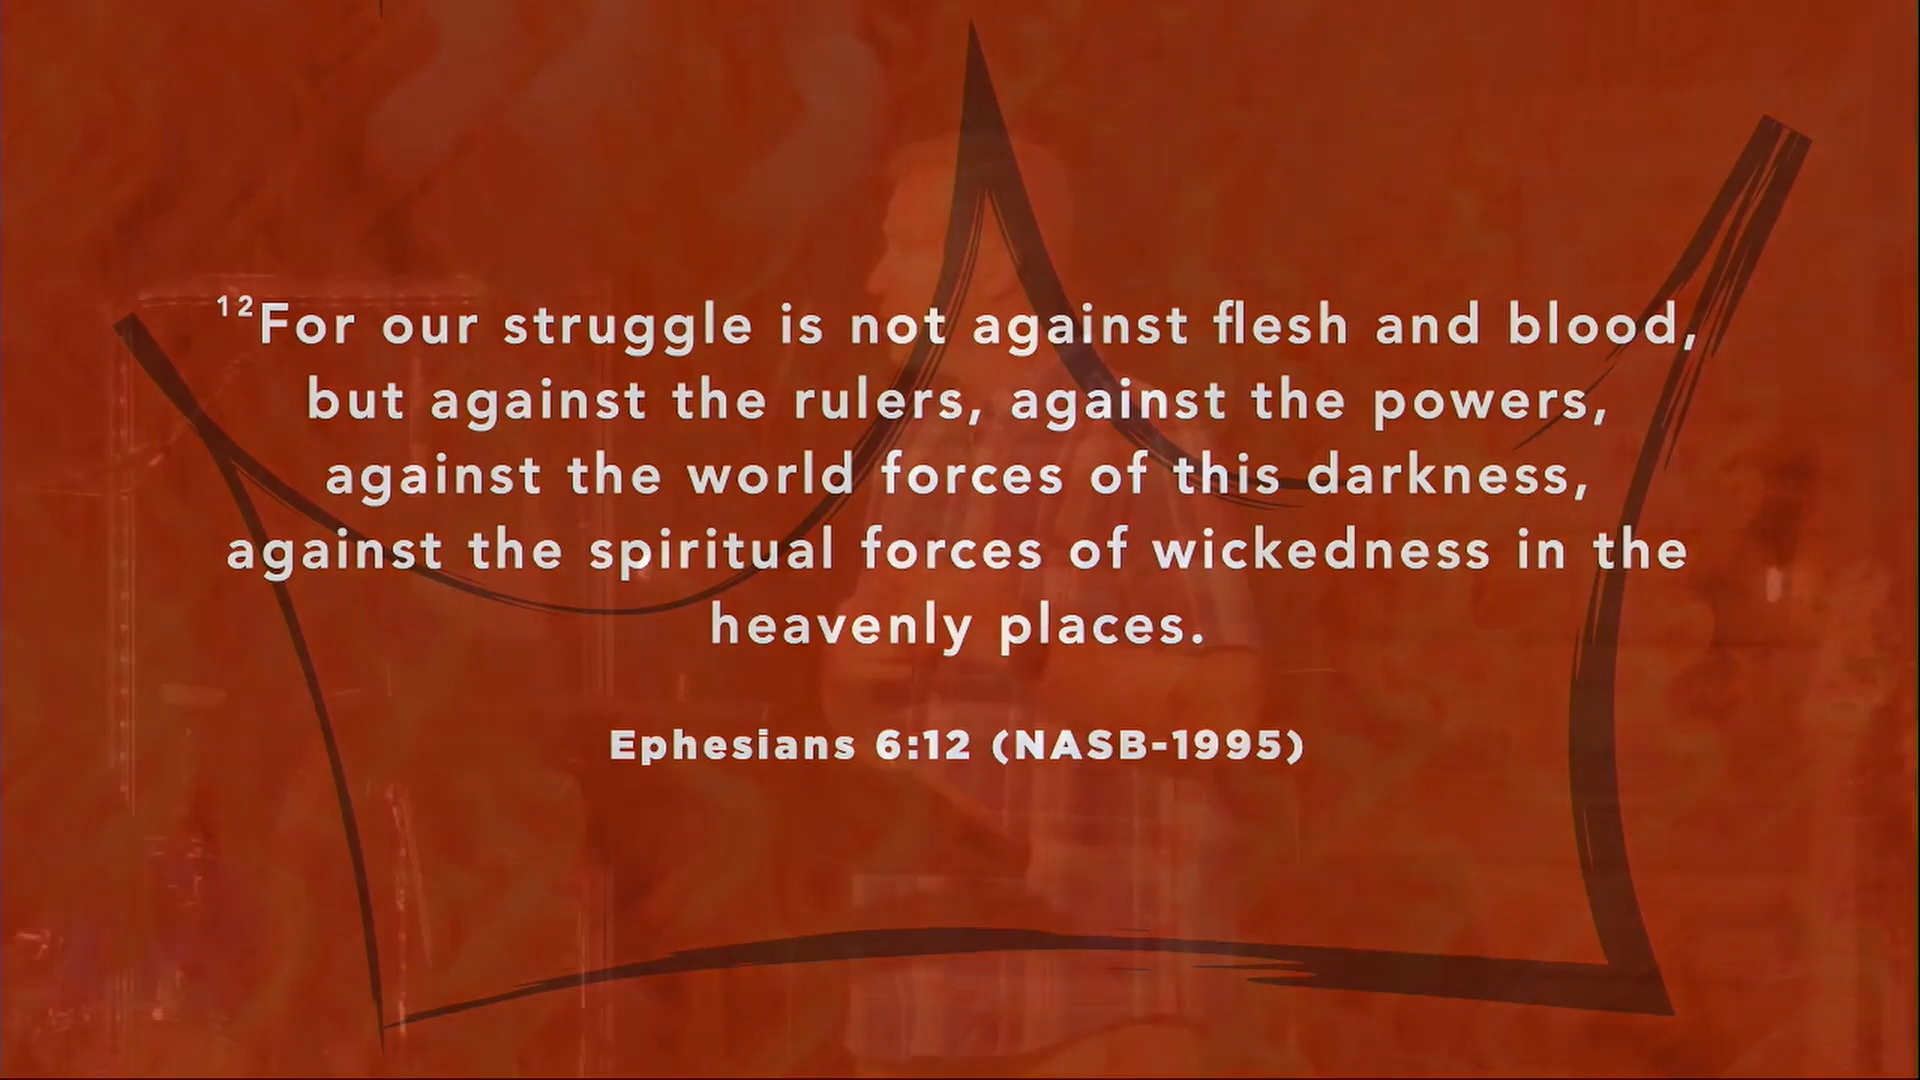 ¹²For our struggle is not against flesh and blood,
but against the rulers, against the powers,
against the world forces of this darkness,
against the spiritual forces of wickedness in the
heavenly places.
Ephesians 6:12 (NASB-1995)